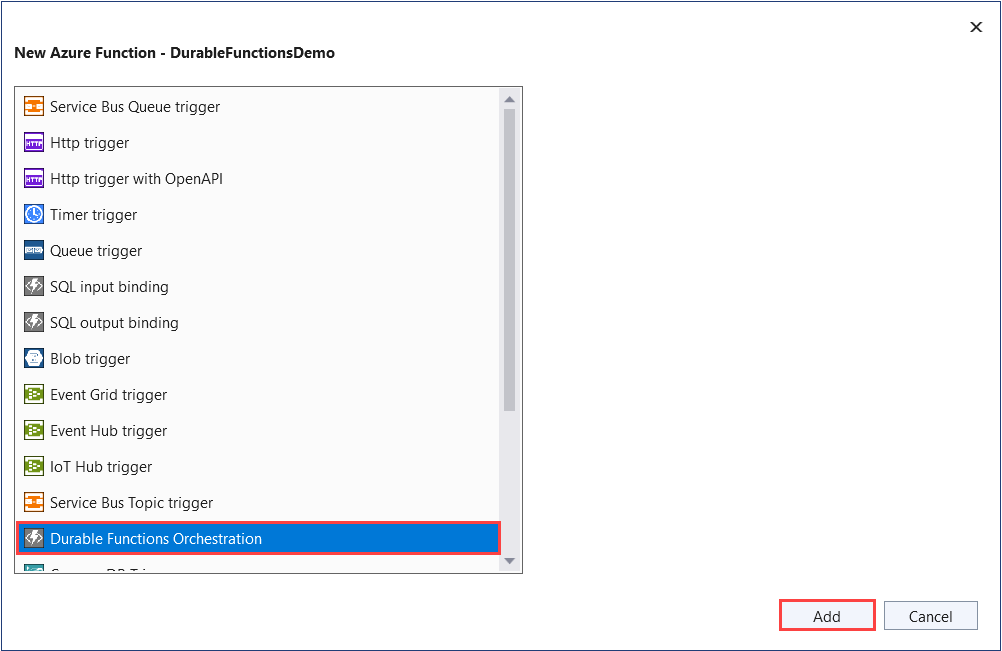 New Azure Function - DurableFunctionsDemo
Service Bus Queue trigger
Http trigger
Http trigger with OpenAPI
Timer trigger
Queue trigger
SQL input binding
SQL output binding
Blob trigger
Event Grid trigger
Event Hub trigger
IoT Hub trigger
Service Bus Topic trigger
Durable Functions Orchestration
Add
Cancel